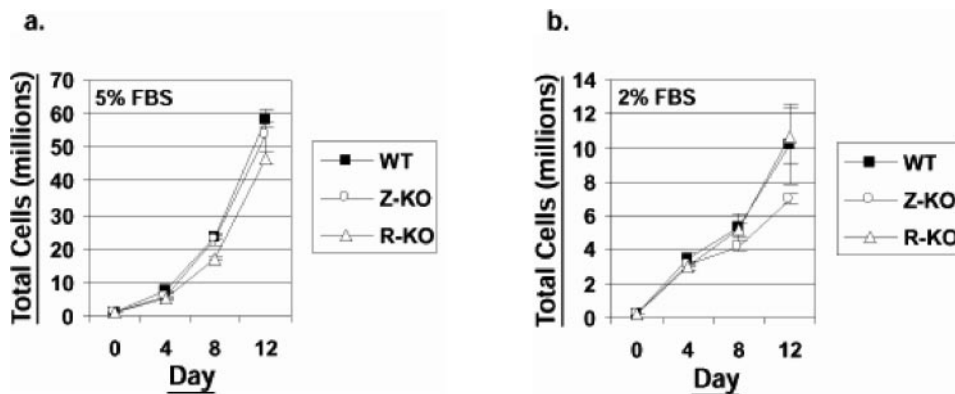 a.
Total Cells (millions)
70
60
50
40
30
20
10
0
5% FBS
0 4 8 12
Day
WT
Z-KO
R-KO
b.
Total Cells (millions)
14
12
10
8
6
4
2
0
2% FBS
0 4 8 12
Day
WT
Z-KO
R-KO